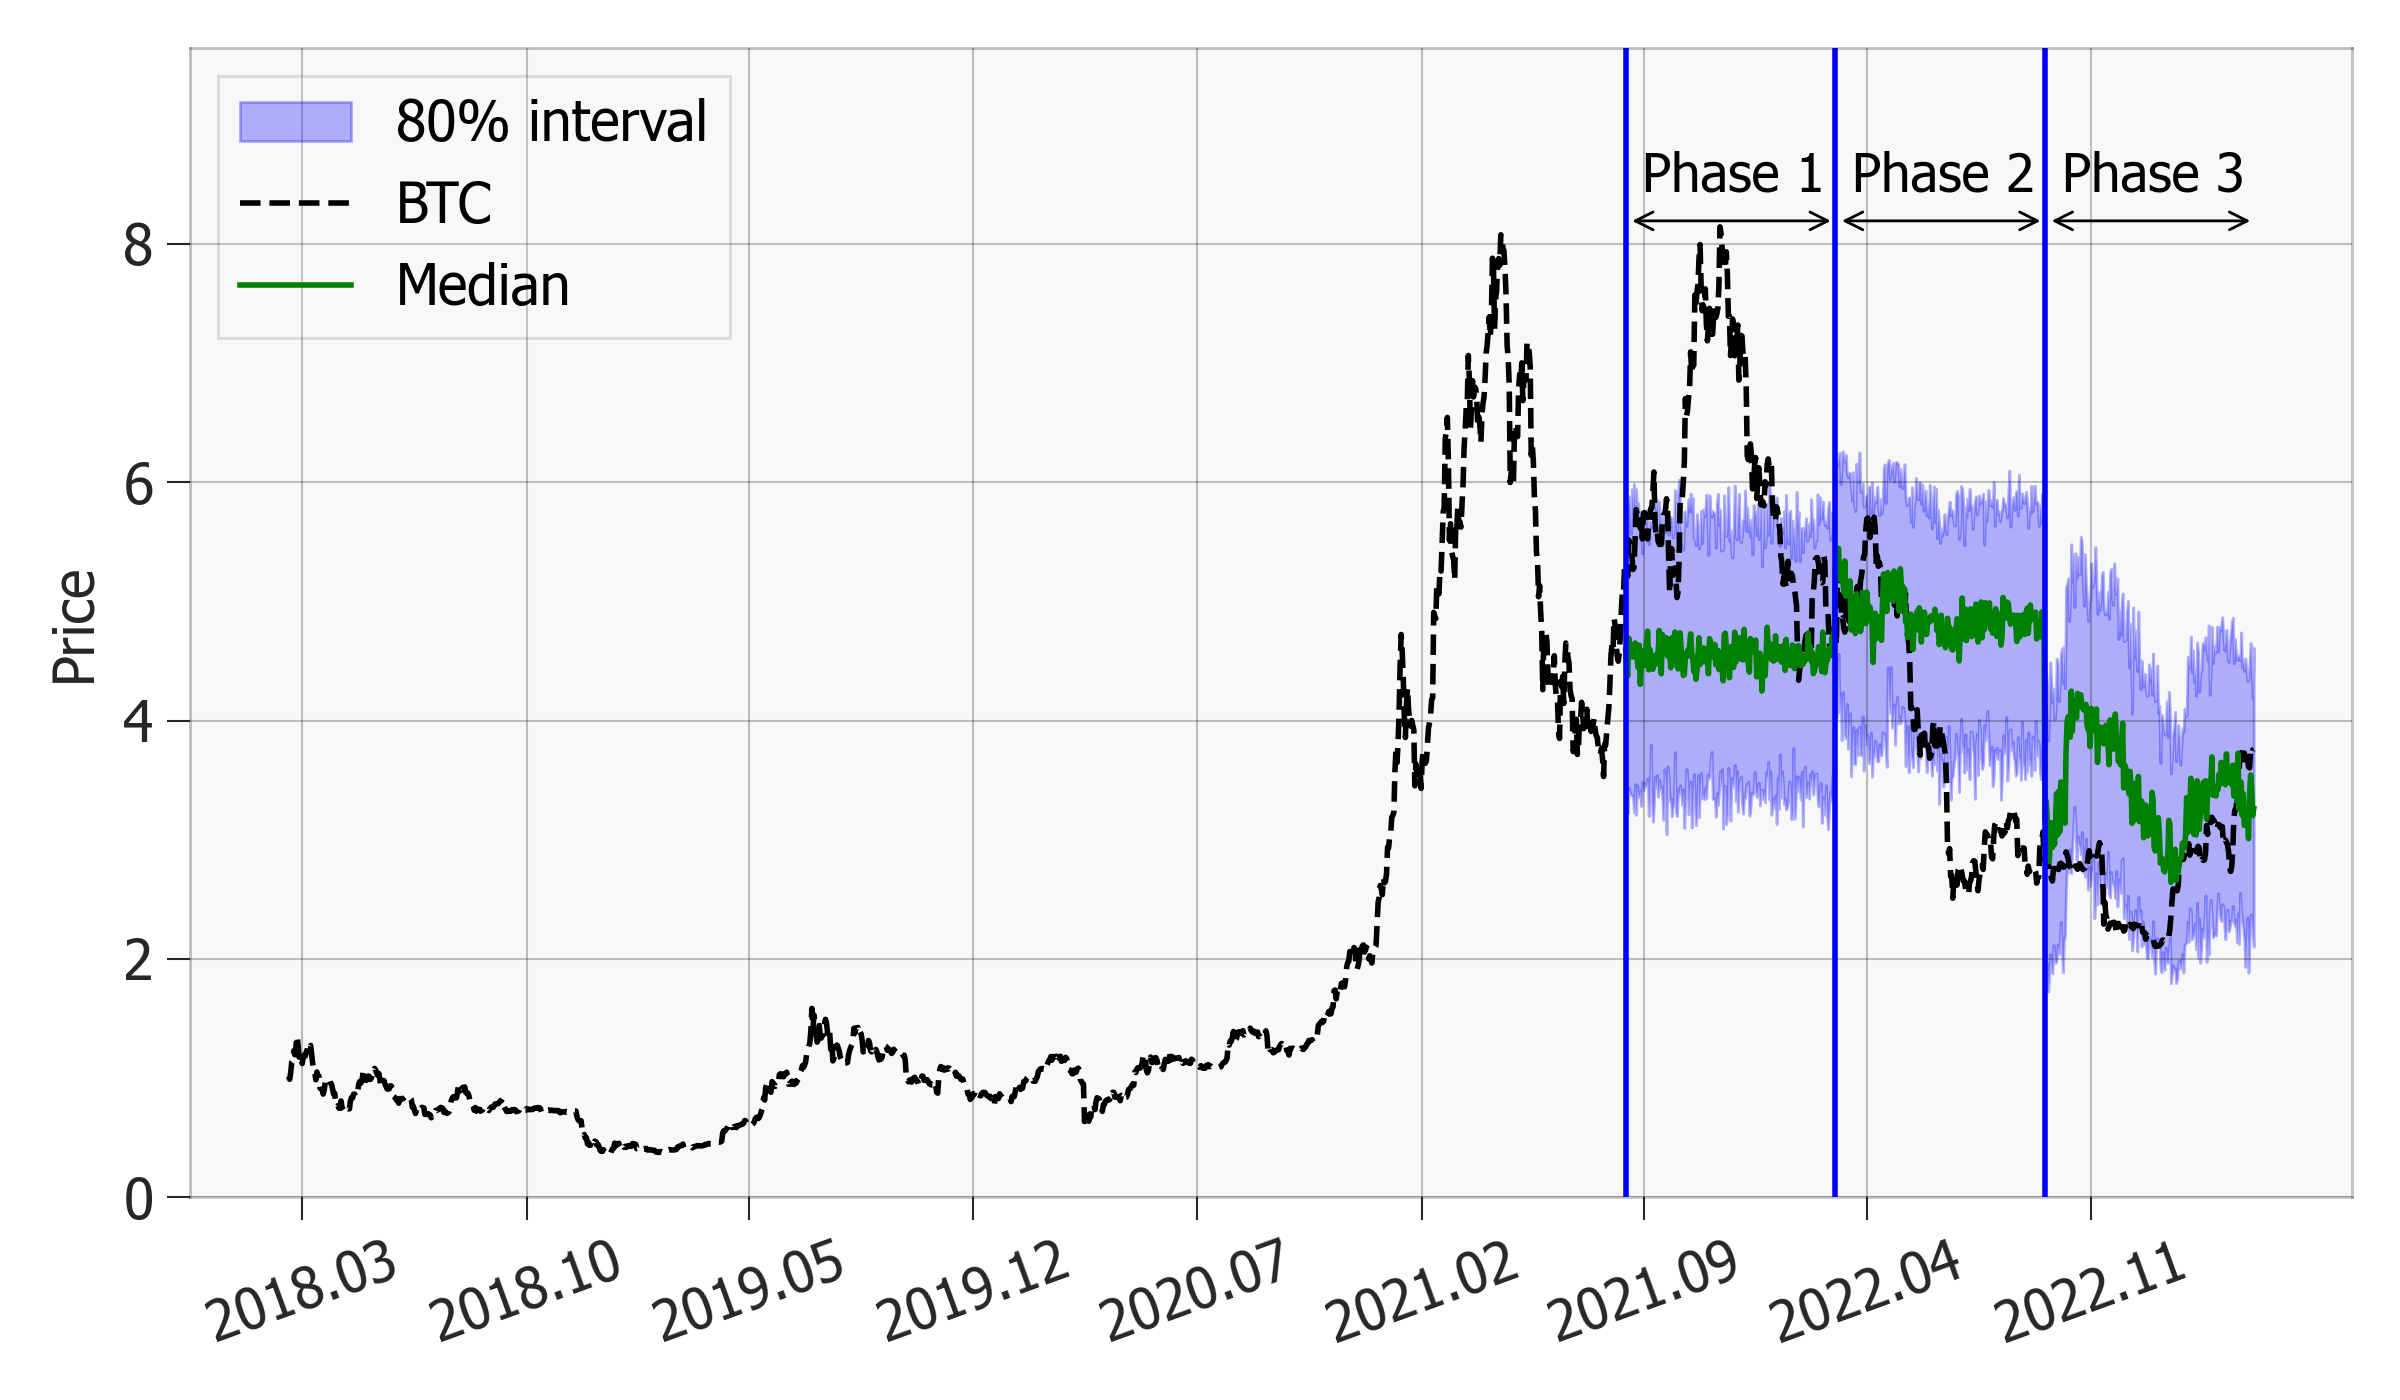 80% interval
BTC
Median
Phase 1
Phase 2
Phase 3
Price
8
6
4
2
0
2018.03
2018.10
2019.05
2019.12
2020.07
2021.02
2021.09
2022.04
2022.11